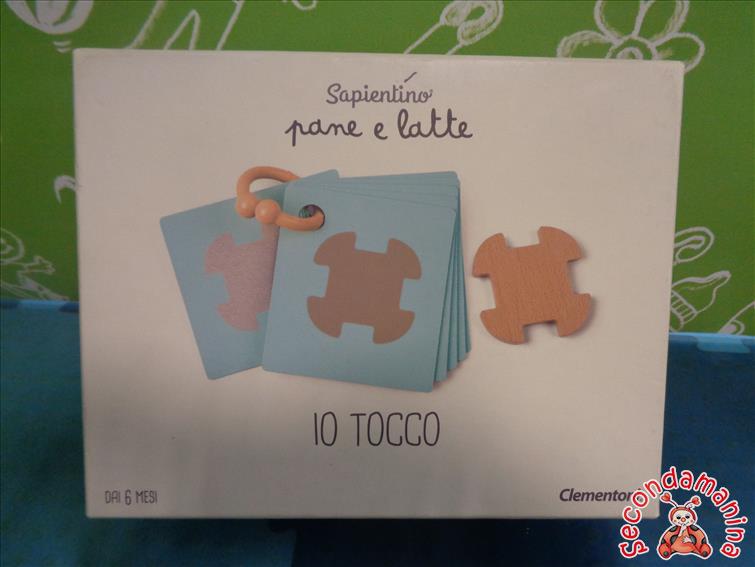 Sapientino
pane e latte
IO TOCCO
DAI 6 MESI
Clementoni
Secondamanina